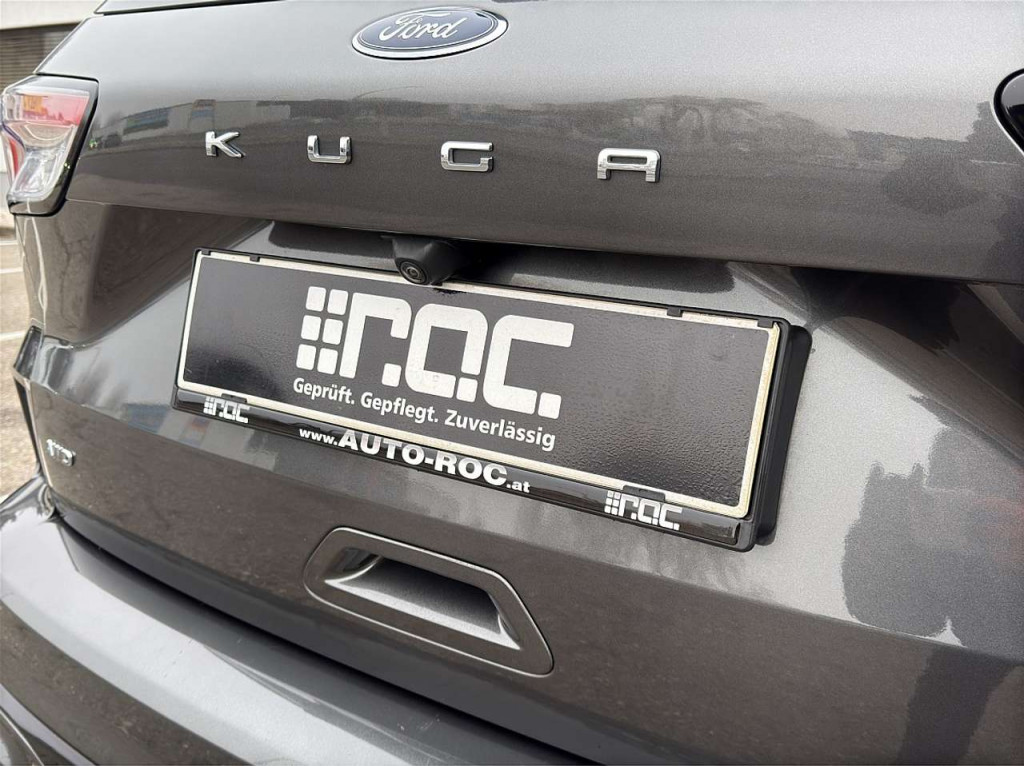 Ford
KUGA
r.o.c.
Geprüft. Gepflegt. Zuverlässig
r.o.c.
www.AUTO-ROC.at
r.o.c.